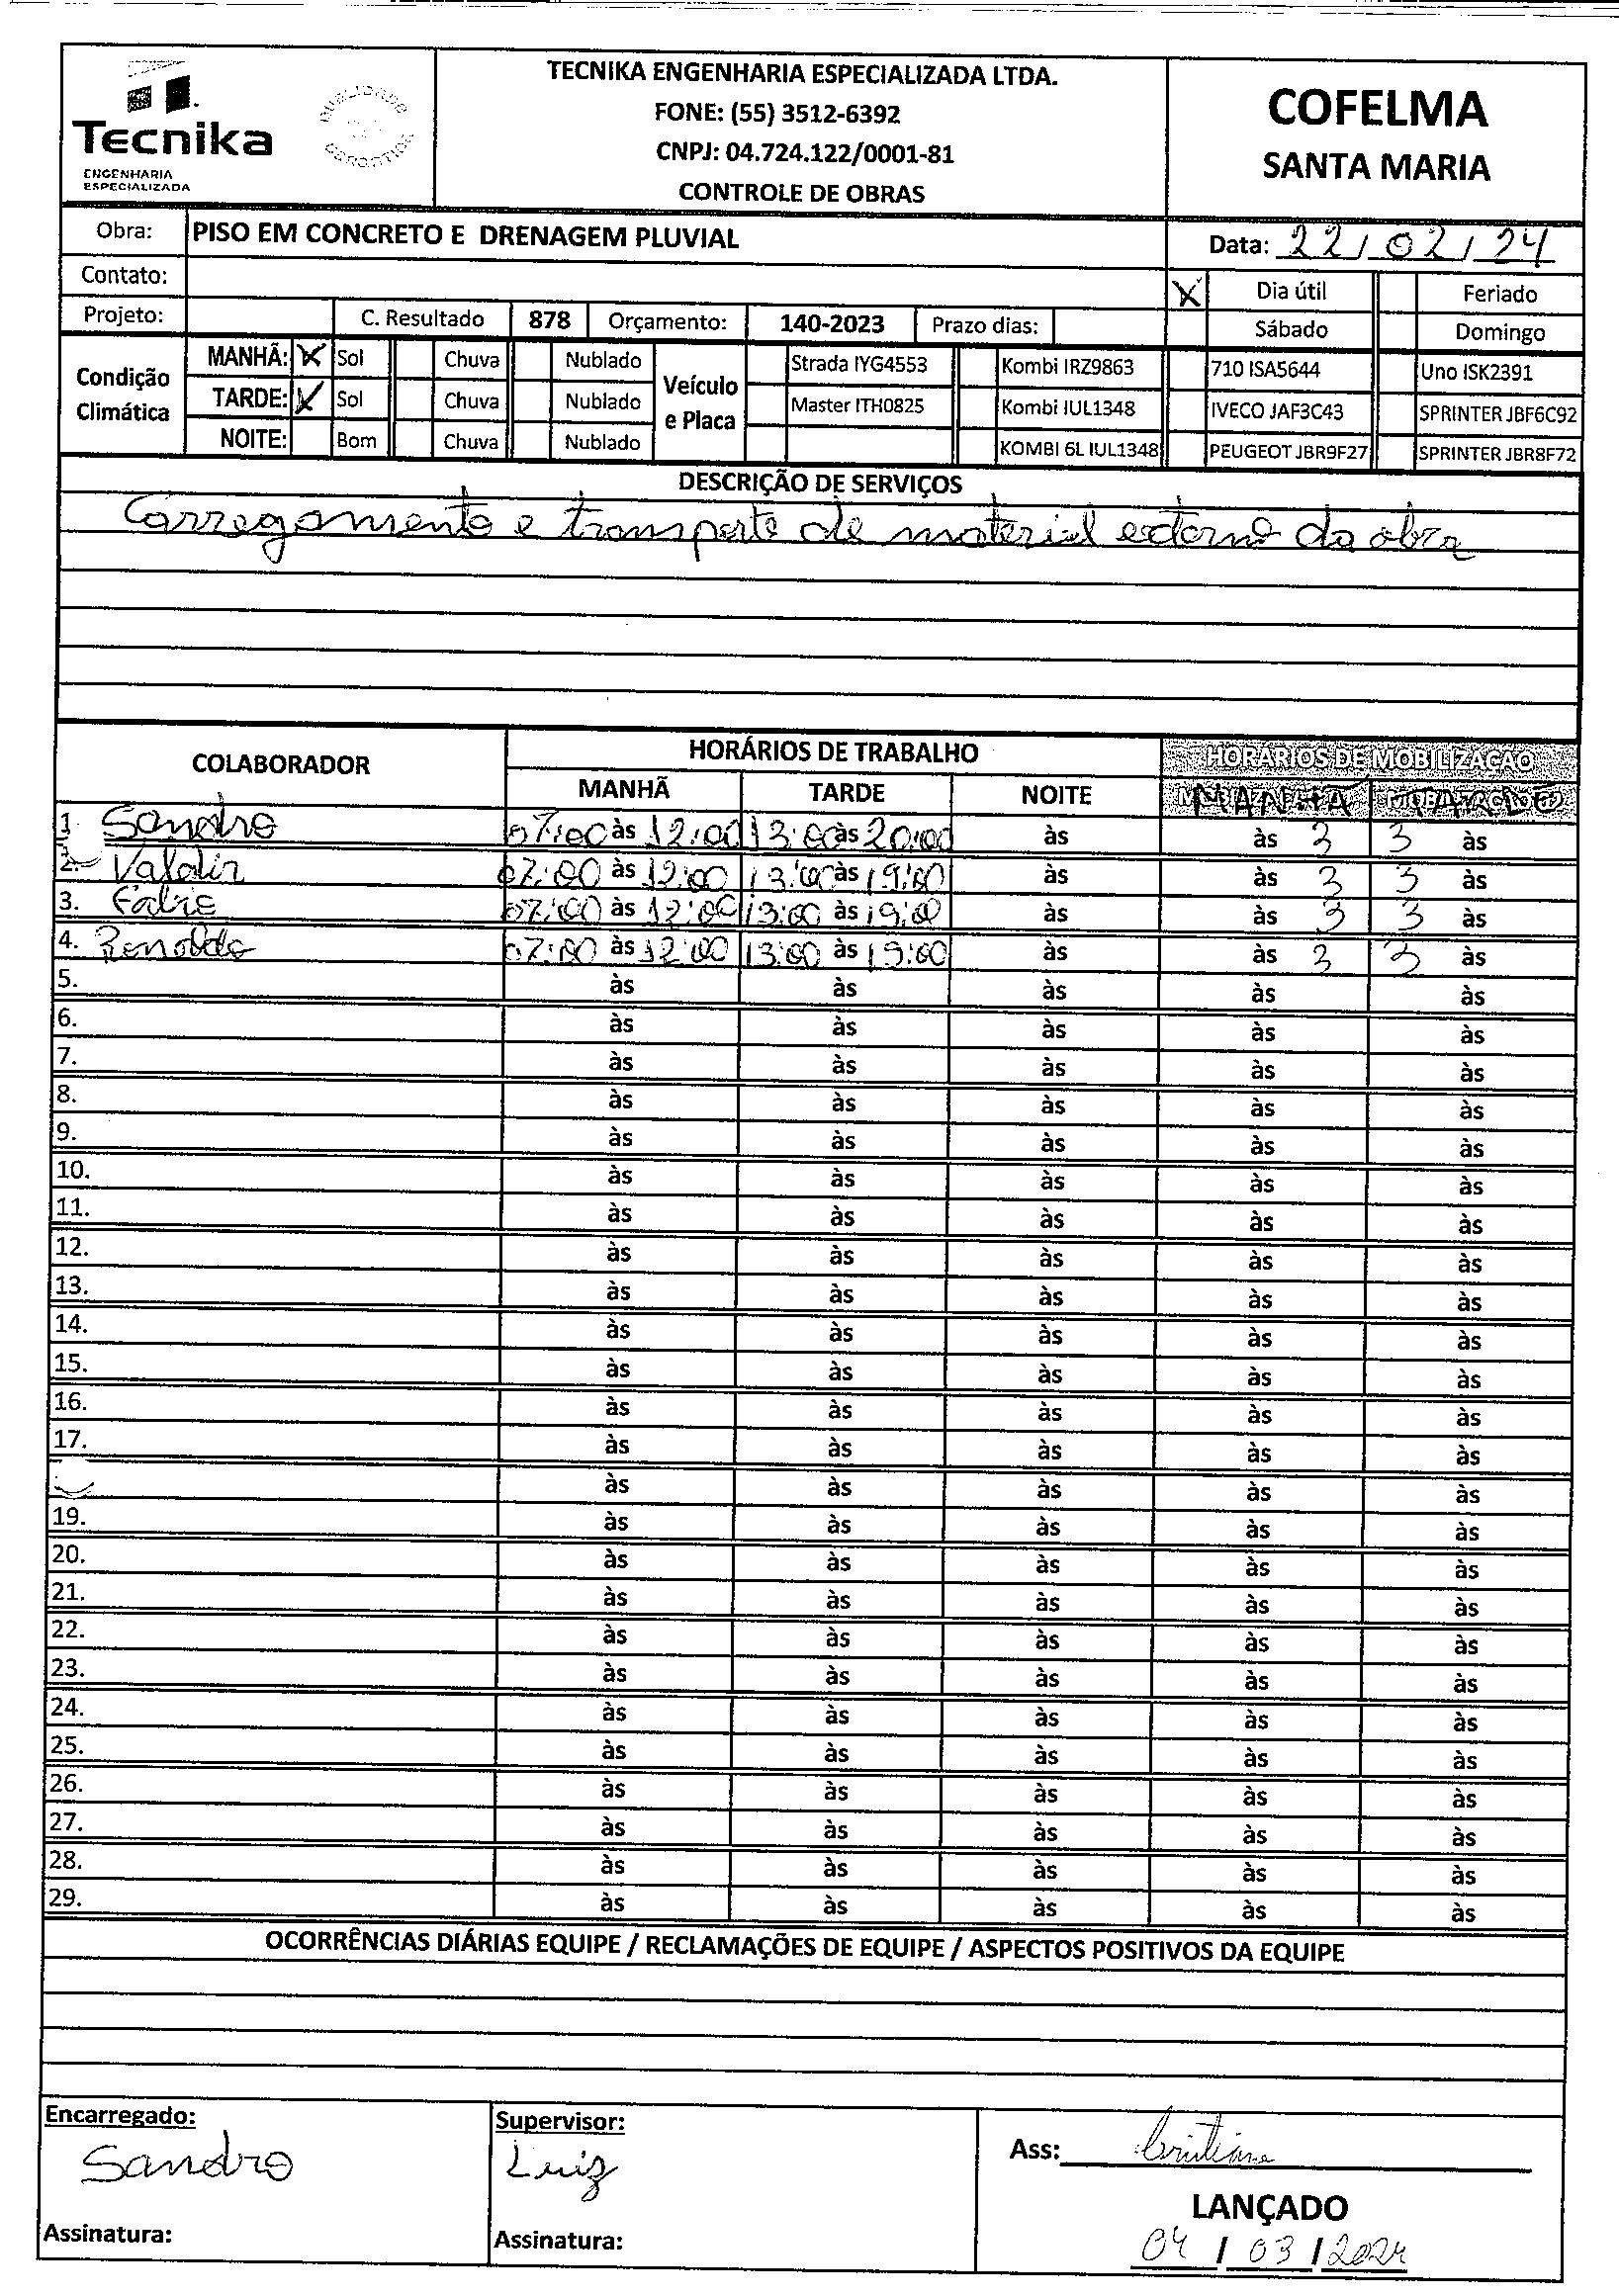 Tecnika
ENGENHARIA
ESPECIALIZADA
QUALIDADE
GARANTIDA
TECNIKA ENGENHARIA ESPECIALIZADA LTDA.
FONE: (55) 3512-6392
CNPJ: 04.724.122/0001-81
CONTROLE DE OBRAS
COFELMA
SANTA MARIA
Obra: PISO EM CONCRETO E DRENAGEM PLUVIAL
Data: 22/02/24
Contato:
X Dia útil Feriado
Projeto: C. Resultado 878 Orçamento: 140-2023 Prazo dias:
Sábado Domingo
Condição Climática
MANHÃ: X Sol Chuva Nublado
TARDE: X Sol Chuva Nublado
NOITE: Bom Chuva Nublado
Veículo e Placa
Strada IYG4553 Kombi IRZ9863 710 ISA5644 Uno ISK2391
Master ITH0825 Kombi IUL1348 IVECO JAF3C43 SPRINTER JBF6C92
KOMBI 6L IUL1348 PEUGEOT JBR9F27 SPRINTER JBR8F72
DESCRIÇÃO DE SERVIÇOS
Carregamento e transporte de material externo da obra
COLABORADOR HORÁRIOS DE TRABALHO HORÁRIOS DE MOBILIZAÇÃO
MANHÃ TARDE NOITE MANHÃ TARDE
1. Sandro 07:00 às 12:00 13:00 às 20:00 às às 3 3 às
2. Valdir 07:00 às 12:00 13:00 às 19:00 às às 3 3 às
3. Fabio 07:00 às 12:00 13:00 às 19:00 às às 3 3 às
4. Renoldo 07:00 às 12:00 13:00 às 19:00 às às 3 3 às
5. às às às às às
6. às às às às às
7. às às às às às
8. às às às às às
9. às às às às às
10. às às às às às
11. às às às às às
12. às às às às às
13. às às às às às
14. às às às às às
15. às às às às às
16. às às às às às
17. às às às às às
às às às às às
19. às às às às às
20. às às às às às
21. às às às às às
22. às às às às às
23. às às às às às
24. às às às às às
25. às às às às às
26. às às às às às
27. às às às às às
28. às às às às às
29. às às às às às
OCORRÊNCIAS DIÁRIAS EQUIPE / RECLAMAÇÕES DE EQUIPE / ASPECTOS POSITIVOS DA EQUIPE
Encarregado:
Sandro
Assinatura:
Supervisor:
Luiz
Assinatura:
Ass: Cristiane
LANÇADO
04/03/2024